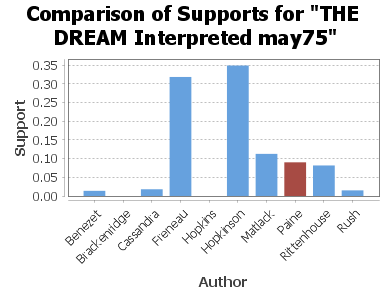 Comparison of Supports for "THE
DREAM Interpreted may75"
Support
0.35
0.30
0.25
0.20
0.15
0.10
0.05
0.00
Benezet
Brackenridge
Cassandra
Freneau
Hopkins
Hopkinson
Matlack
Paine
Rittenhouse
Rush
Author